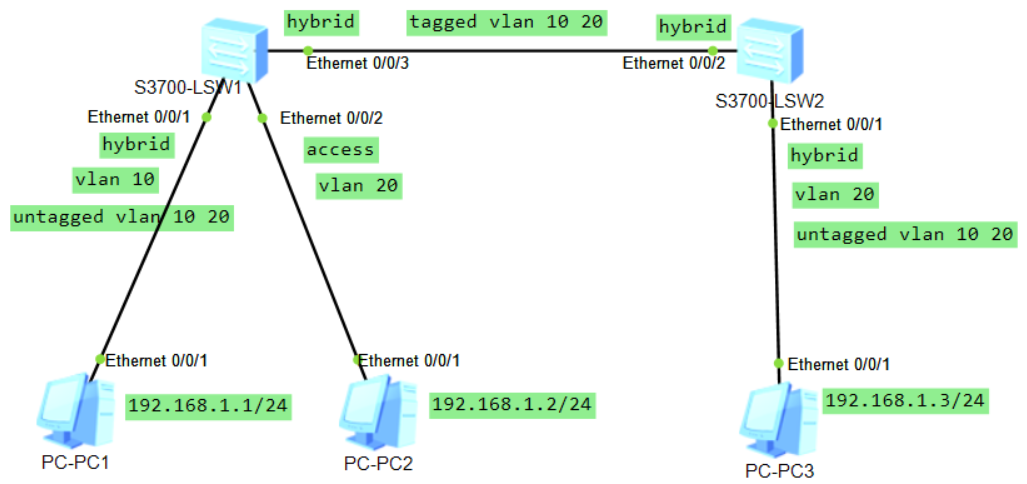 hybrid
tagged vlan 10 20
hybrid
Ethernet 0/0/3
Ethernet 0/0/2
S3700-LSW1
S3700-LSW2
Ethernet 0/0/1
Ethernet 0/0/2
Ethernet 0/0/1
hybrid
access
hybrid
vlan 10
vlan 20
vlan 20
untagged vlan 10 20
untagged vlan 10 20
Ethernet 0/0/1
Ethernet 0/0/1
Ethernet 0/0/1
192.168.1.1/24
192.168.1.2/24
192.168.1.3/24
PC-PC1
PC-PC2
PC-PC3